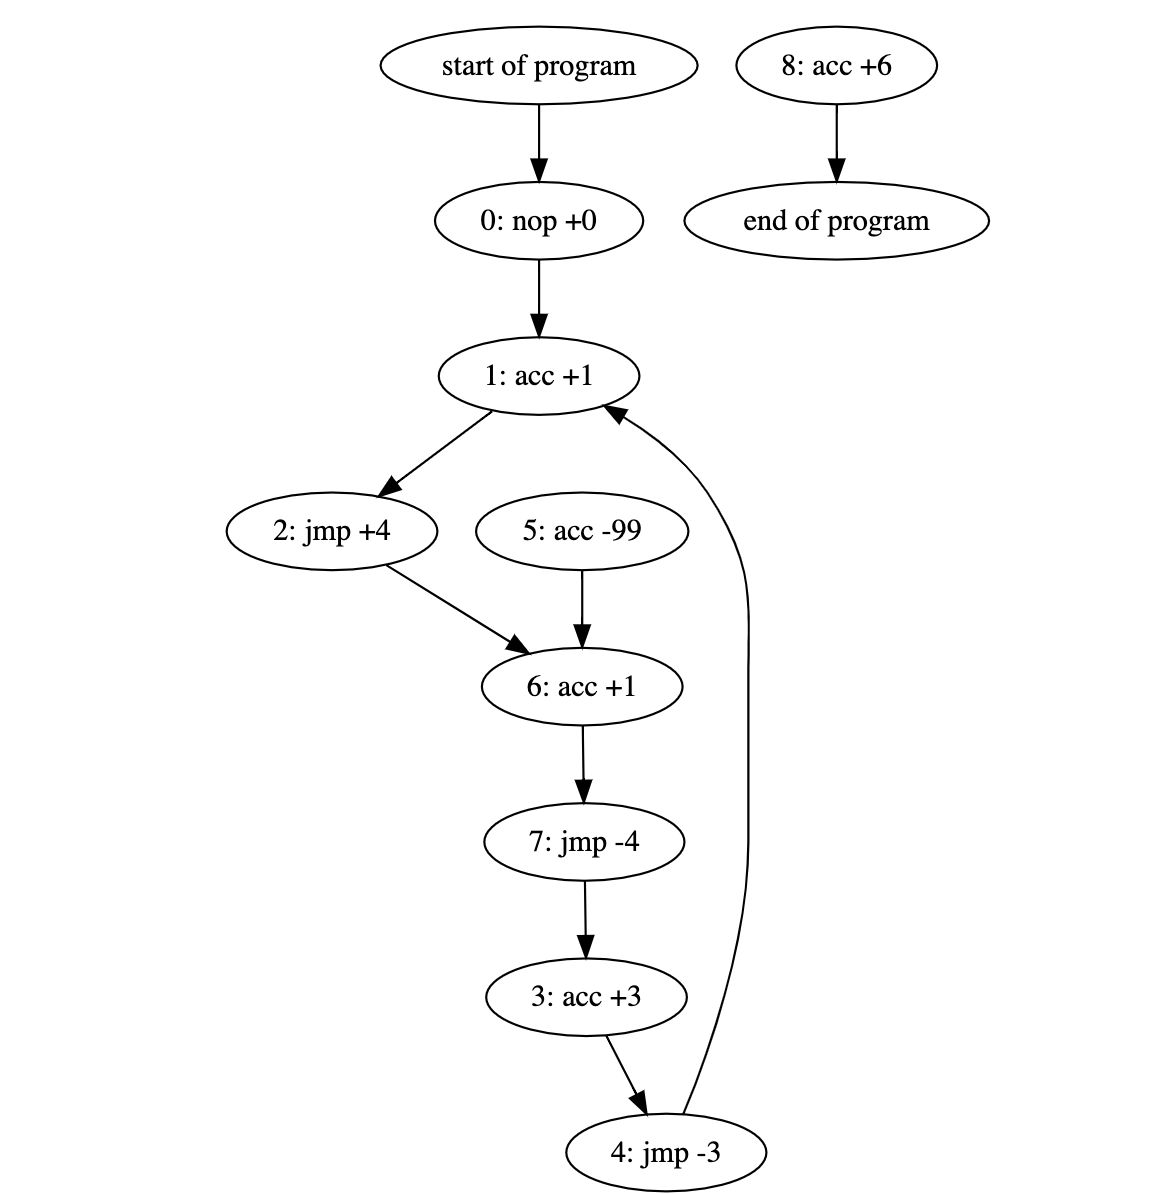 start of program
8: acc +6
0: nop +0
end of program
1: acc +1
2: jmp +4
5: acc -99
6: acc +1
7: jmp -4
3: acc +3
4: jmp -3